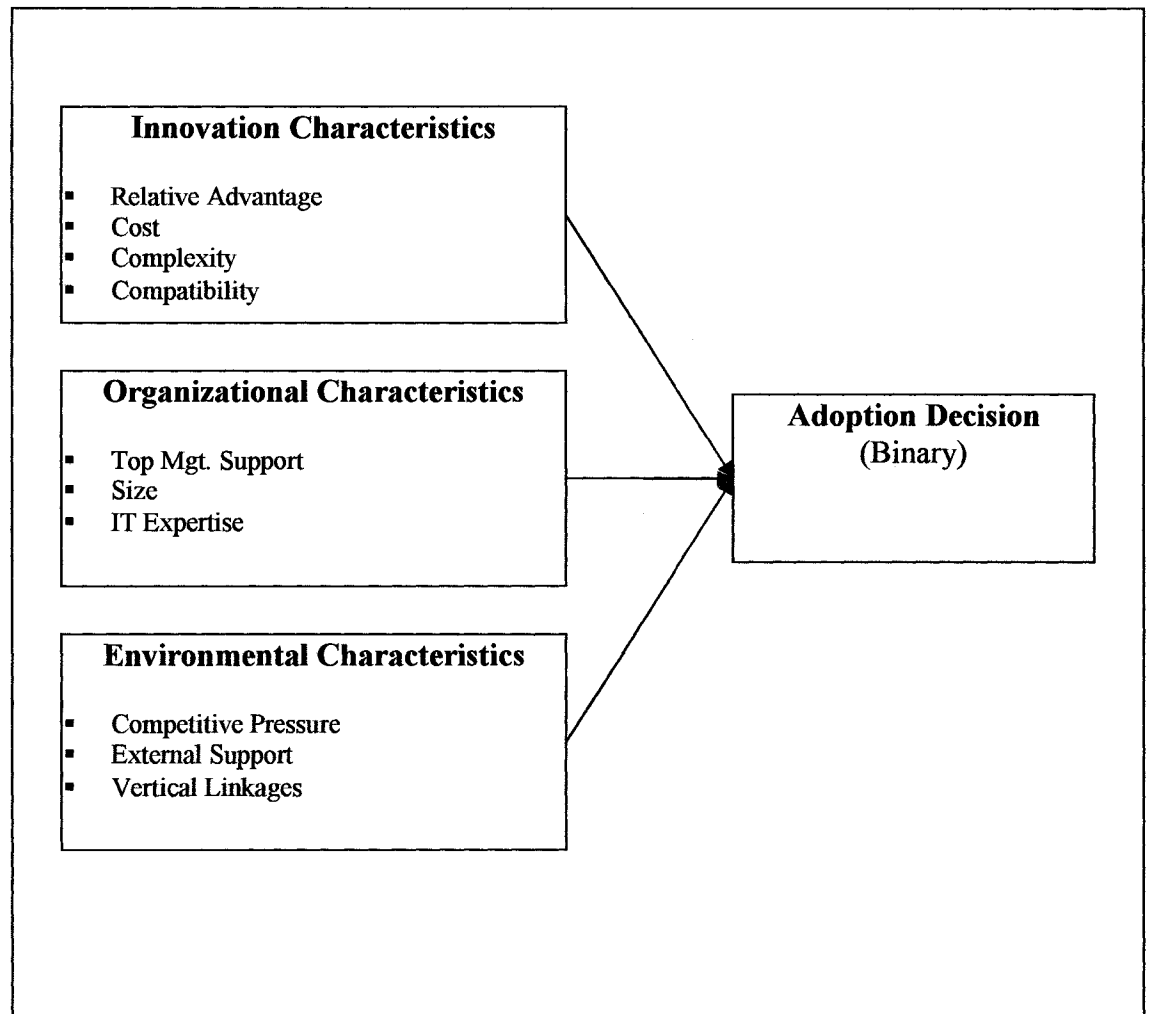 Innovation Characteristics
▪ Relative Advantage
▪ Cost
▪ Complexity
▪ Compatibility
Organizational Characteristics
▪ Top Mgt. Support
▪ Size
▪ IT Expertise
Environmental Characteristics
▪ Competitive Pressure
▪ External Support
▪ Vertical Linkages
Adoption Decision
(Binary)